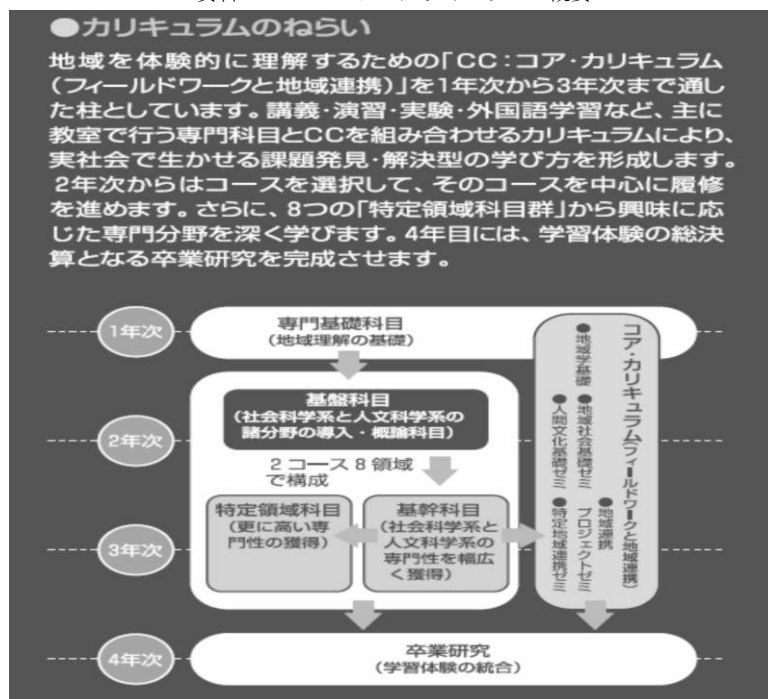 ●カリキュラムのねらい
地域を体験的に理解するための「CC:コア・カリキュラム
(フィールドワークと地域連携)」を1年次から3年次まで通し
た柱としています。講義・演習・実験・外国語学習など、主に
教室で行う専門科目とCCを組み合わせるカリキュラムにより、
実社会で生かせる課題発見・解決型の学び方を形成します。
2年次からはコースを選択して、そのコースを中心に履修
を進めます。さらに、8つの「特定領域科目群」から興味に応
じた専門分野を深く学びます。4年目には、学習体験の総決
算となる卒業研究を完成させます。
1年次
専門基礎科目
(地域理解の基礎)
コア・カリキュラム(フィールドワークと地域連携)
●地域学基礎
●地域社会基礎ゼミ
●人間文化基礎ゼミ
●地域連携
プロジェクトゼミ
●特定地域連携ゼミ
2年次
基盤科目
(社会科学系と人文科学系の
諸分野の導入・概論科目)
2コース8領域
で構成
3年次
特定領域科目
(更に高い専
門性の獲得)
基幹科目
(社会科学系と
人文科学系の
専門性を幅広
く獲得)
4年次
卒業研究
(学習体験の統合)